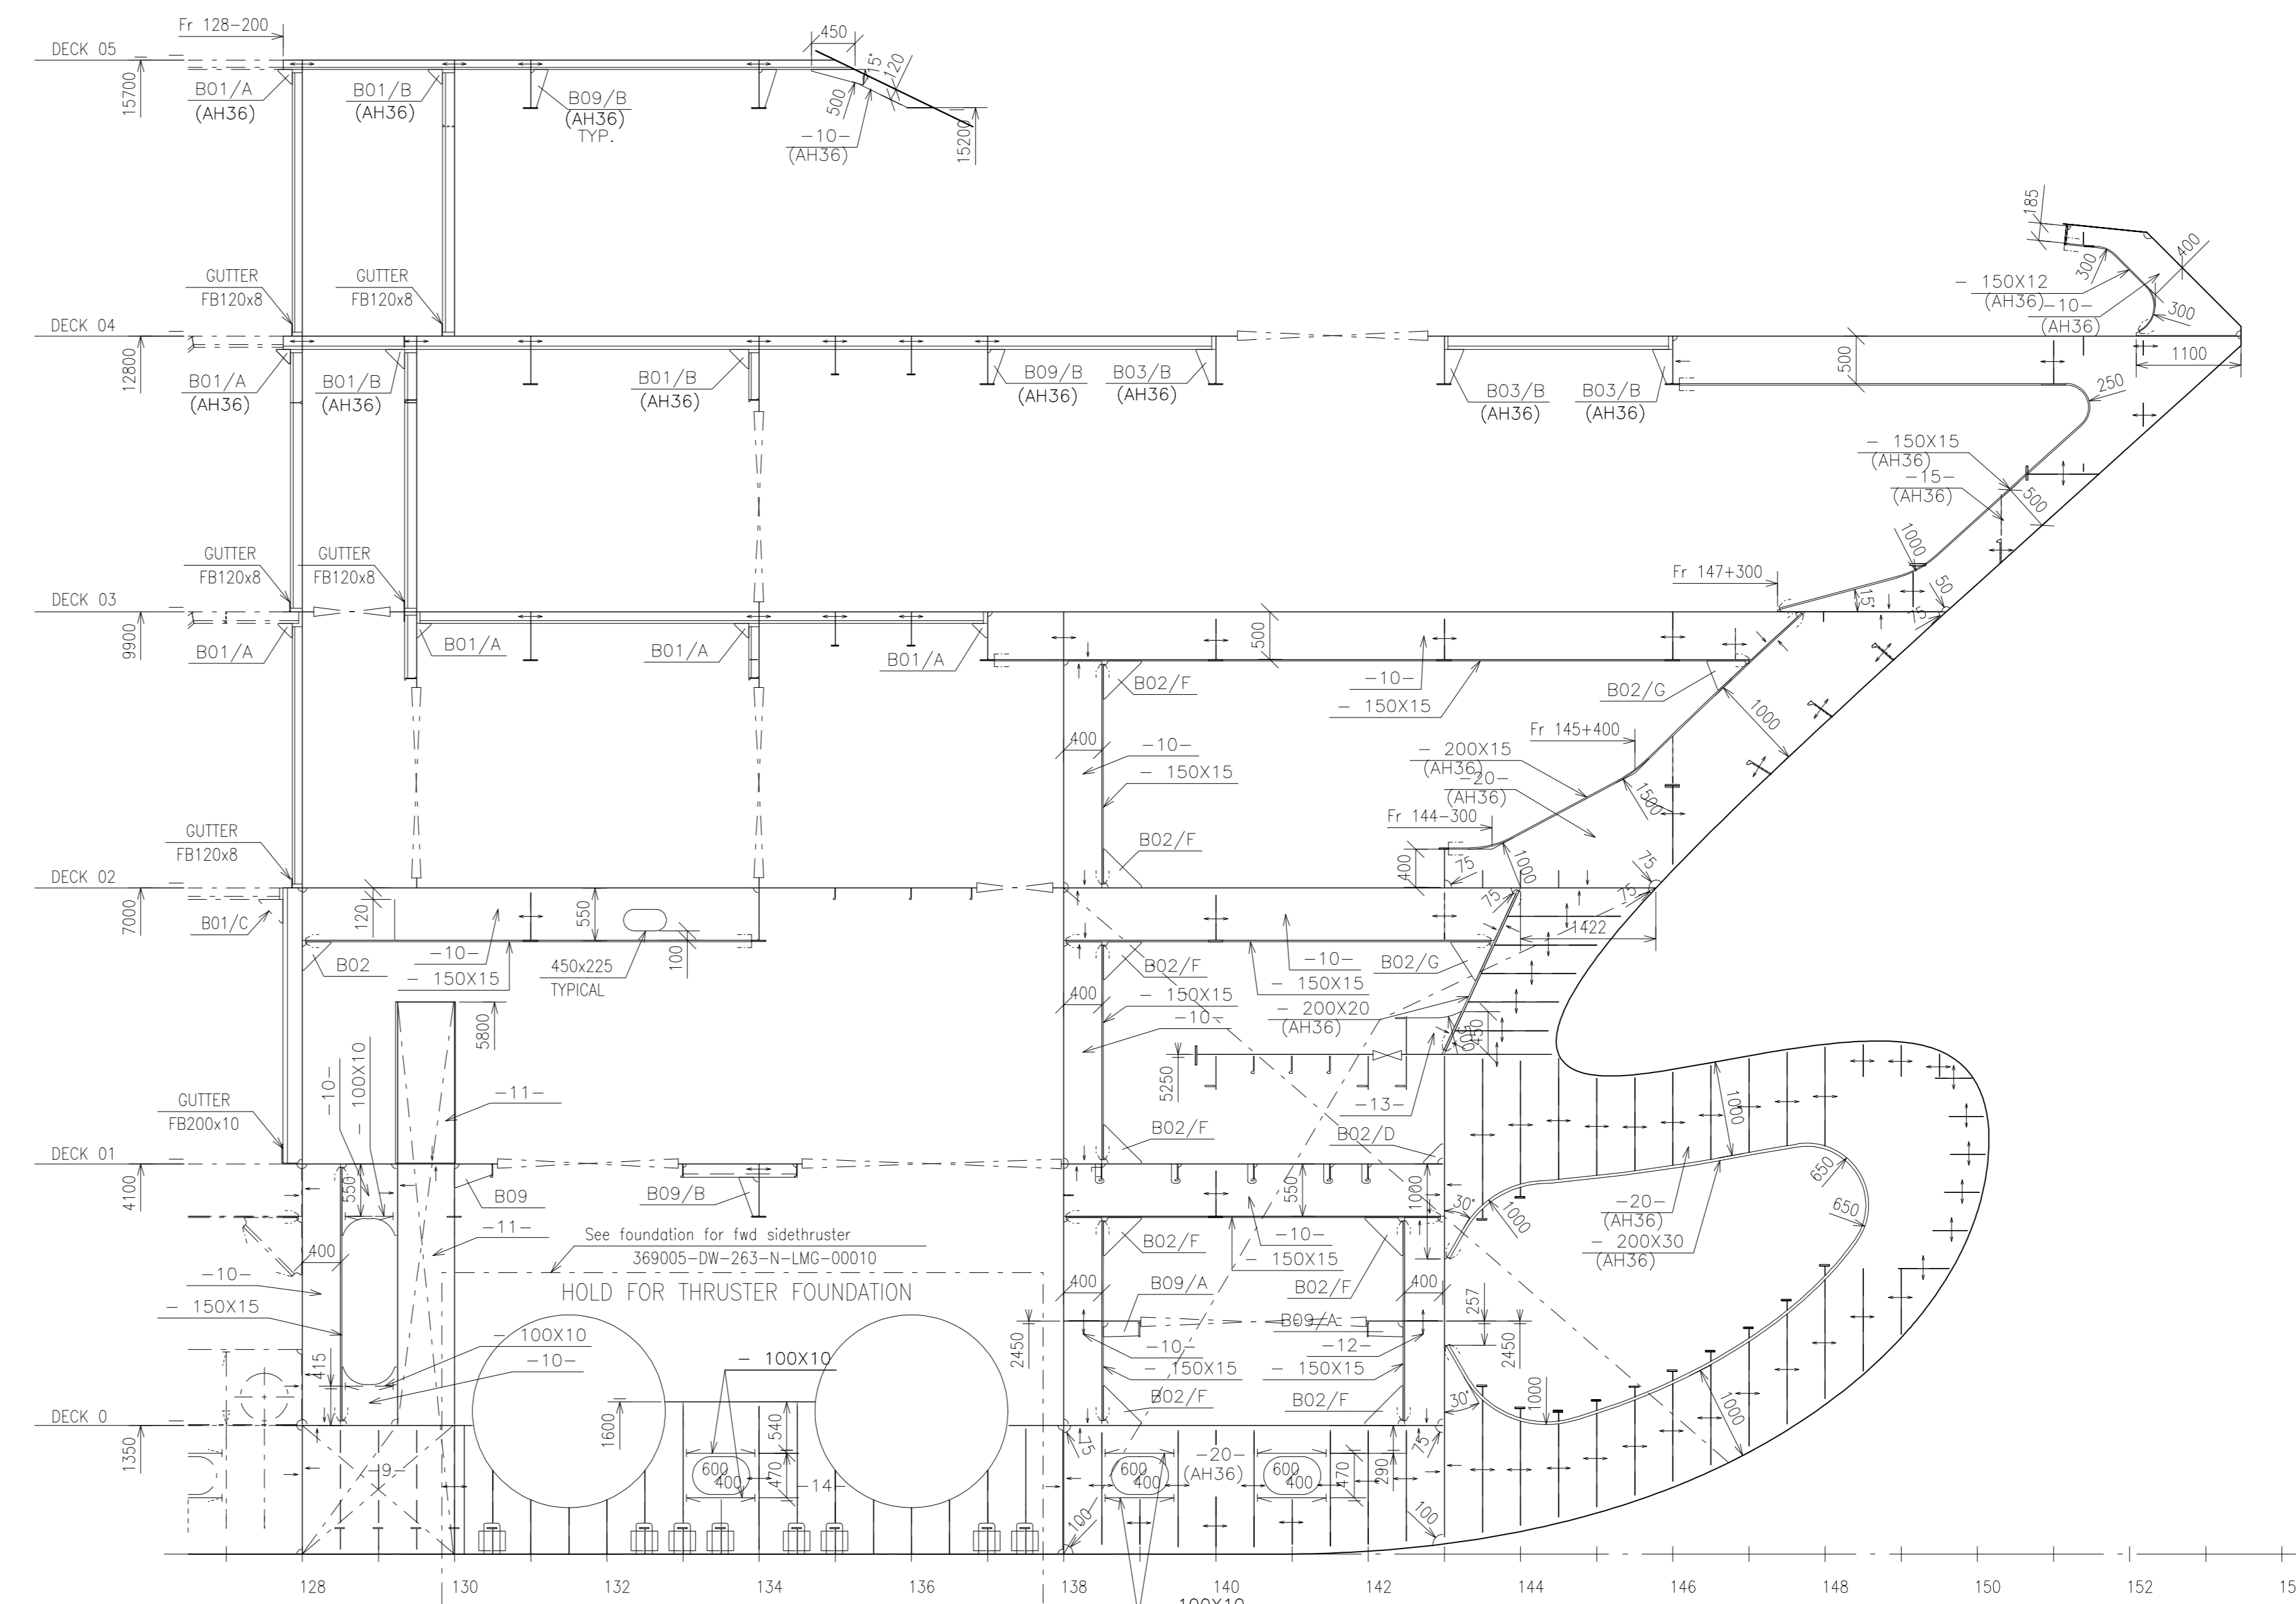 Fr 128-200
450
DECK 05
15°
120
15700
B01/A
(AH36)
B01/B
(AH36)
B09/B
(AH36)
TYP.
500
-10-
(AH36)
15200
185
400
300
- 150X12
(AH36)
-10-
(AH36)
300
GUTTER
FB120x8
GUTTER
FB120x8
DECK 04
12800
B01/A
(AH36)
B01/B
(AH36)
B01/B
(AH36)
B09/B
(AH36)
B03/B
(AH36)
B03/B
(AH36)
B03/B
(AH36)
500
1100
250
- 150X15
(AH36)
-15-
(AH36)
500
1000
GUTTER
FB120x8
GUTTER
FB120x8
Fr 147+300
15°
50
75
DECK 03
9900
B01/A
B01/A
B01/A
B01/A
500
B02/F
-10-
- 150X15
B02/G
1000
Fr 145+400
400
-10-
- 150X15
- 200X15
(AH36)
-20-
(AH36)
1500
Fr 144-300
GUTTER
FB120x8
B02/F
400
75
1000
75
DECK 02
7000
120
550
75
75
1422
B01/C
B02
-10-
- 150X15
450x225
TYPICAL
100
B02/F
-10-
- 150X15
B02/G
400
- 150X15
-10-
- 200X20
(AH36)
500
450
5800
5250
-10-
- 100X10
-11-
GUTTER
FB200x10
-13-
B02/F
B02/D
1000
DECK 01
4100
550
B09
B09/B
550
1000
30°
1000
650
650
-20-
(AH36)
- 200X30
(AH36)
-11-
See foundation for fwd sidethruster
369005-DW-263-N-LMG-00010
HOLD FOR THRUSTER FOUNDATION
400
-10-
- 150X15
B02/F
-10-
- 150X15
400
B09/A
B02/F
400
257
2450
B09/A
2450
-10-
- 150X15
-12-
- 150X15
- 100X10
-10-
- 100X10
415
B02/F
B02/F
30°
1000
1000
DECK 0
1350
1600
540
470
600
400
-14-
-9-
75
-20-
(AH36)
600
400
600
400
470
290
75
100
100
128
130
132
134
136
138
140
142
144
146
148
150
152